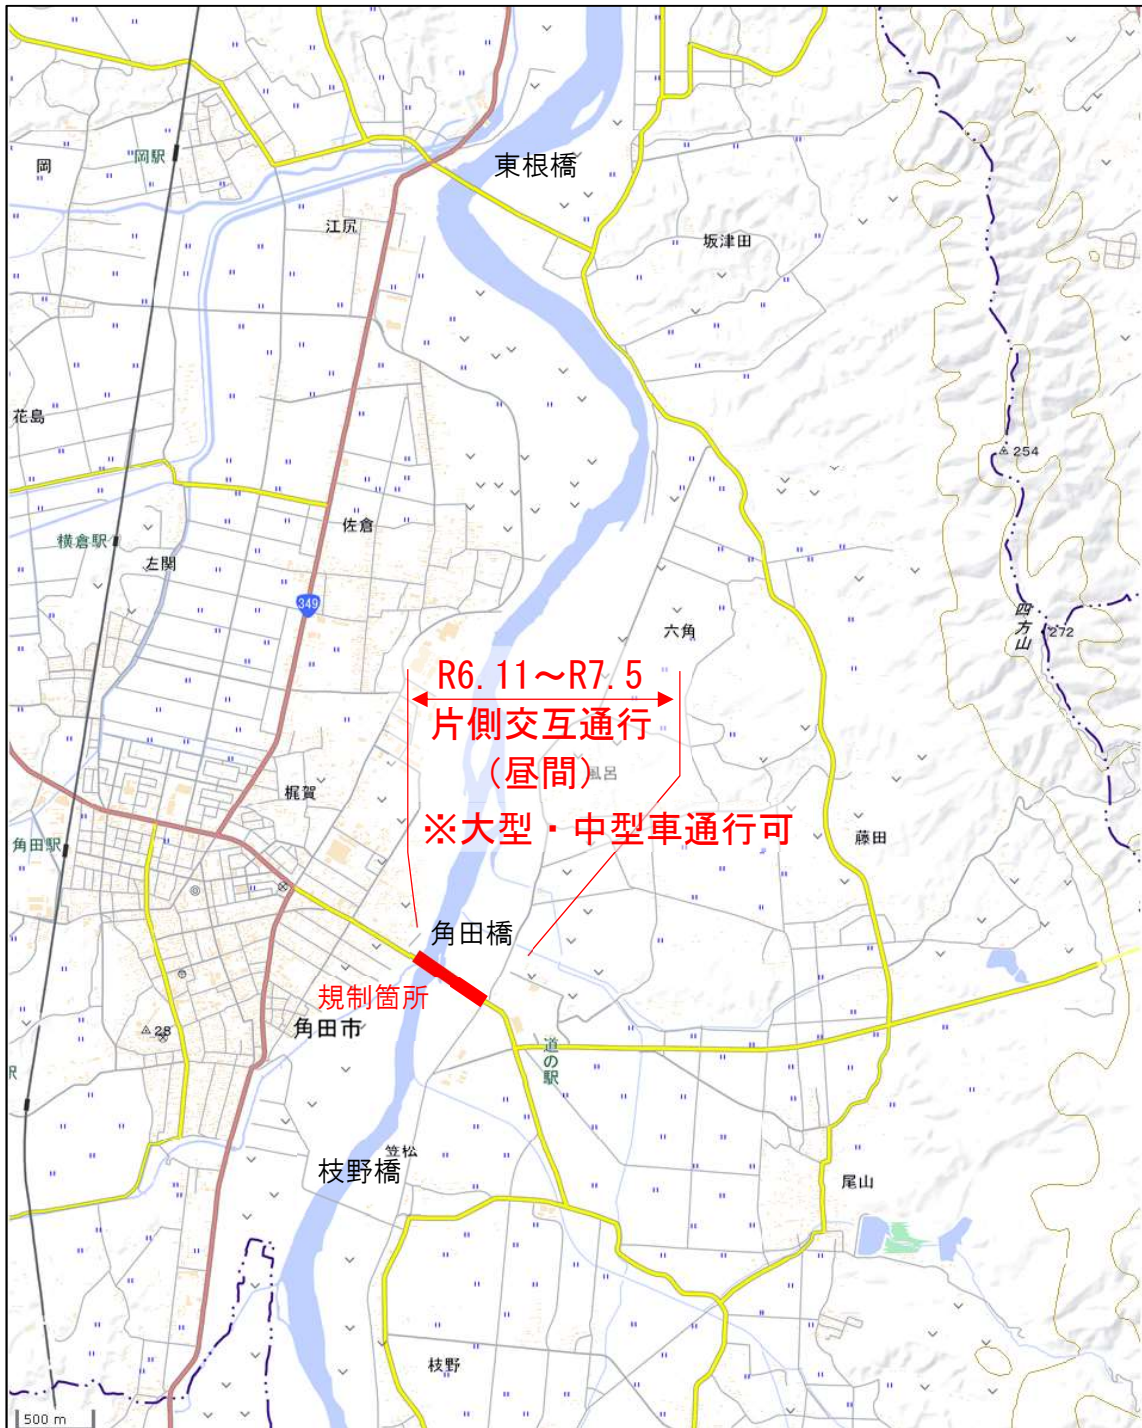 東根橋
岡駅
岡
江尻
坂津田
花島
254
佐倉
横倉駅
左関
349
六角
四方山
272
R6.11～R7.5
片側交互通行
(昼間)
風呂
※大型・中型車通行可
梶賀
角田駅
藤田
角田橋
規制箇所
角田市
28
道の駅
駅
笠松
枝野橋
尾山
枝野
500 m